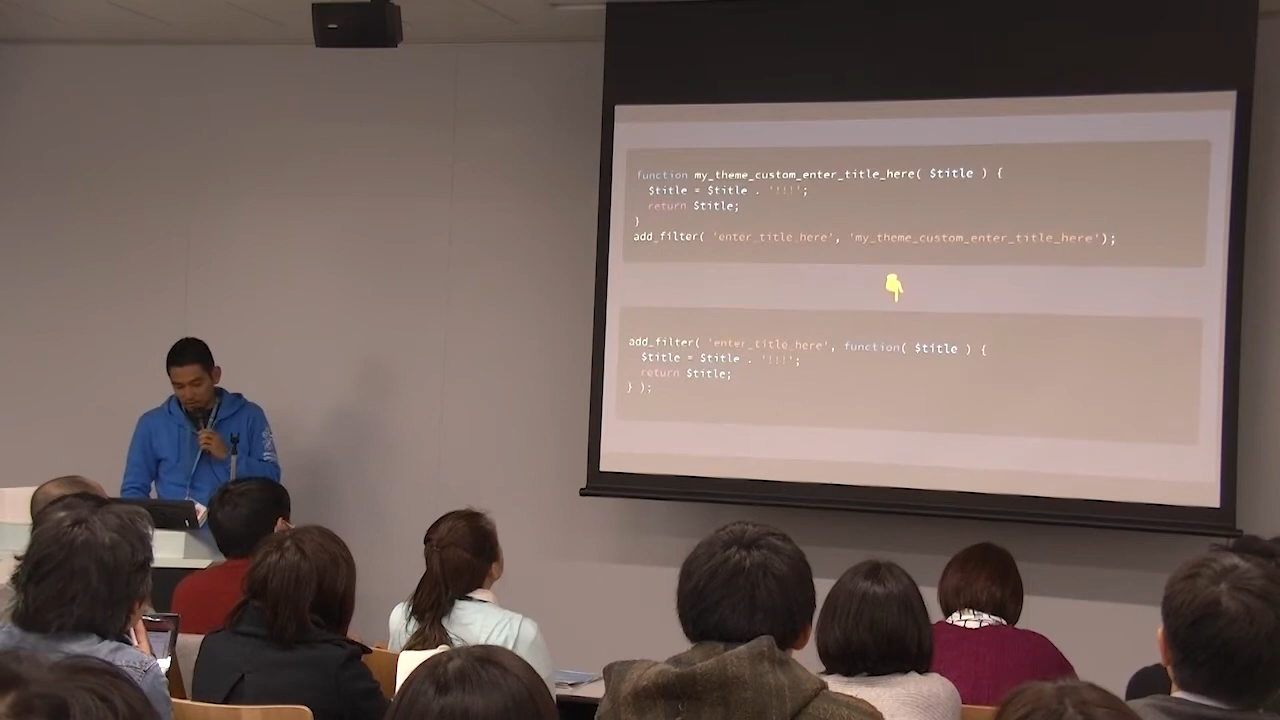 function my_theme_custom_enter_title_here( $title ) {
$title = $title . '!!!';
return $title;
}
add_filter( 'enter_title_here', 'my_theme_custom_enter_title_here');
add_filter( 'enter_title_here', function( $title ) {
$title = $title . '!!!';
return $title;
} );